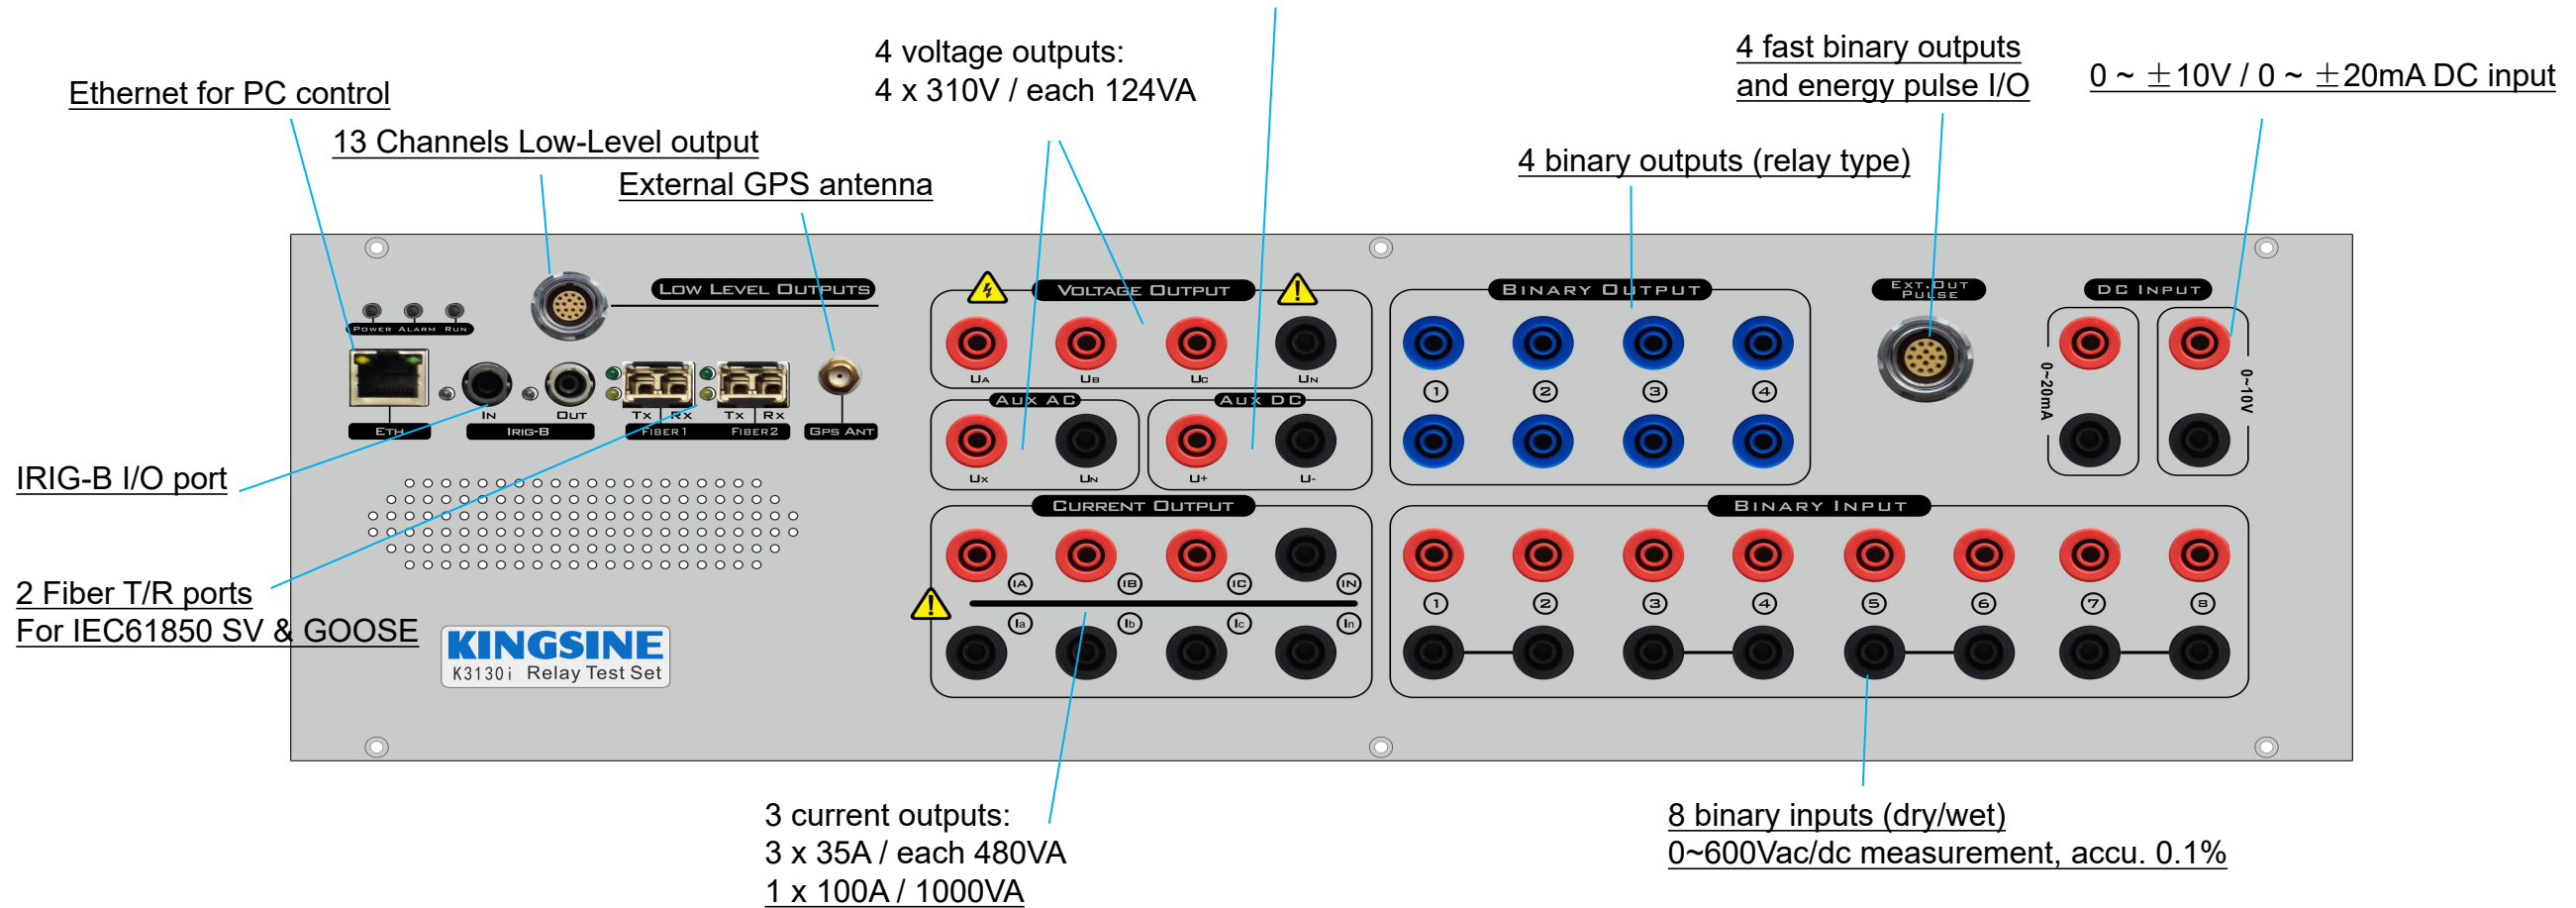 4 voltage outputs:
4 x 310V / each 124VA
4 fast binary outputs
and energy pulse I/O
0 ~ ±10V / 0 ~ ±20mA DC input
Ethernet for PC control
13 Channels Low-Level output
External GPS antenna
4 binary outputs (relay type)
LOW LEVEL OUTPUTS
VOLTAGE OUTPUT
BINARY OUTPUT
EXT.OUT
PULSE
DC INPUT
POWER ALARM RUN
UA UB UC UN
1 2 3 4
0~20mA
0~10V
AUX AC
AUX DC
IN OUT
TX RX TX RX
ETH IRIG-B FIBER1 FIBER2 GPS ANT
UX UN U+ U-
IRIG-B I/O port
CURRENT OUTPUT
BINARY INPUT
IA IB IC IN
1 2 3 4 5 6 7 8
Ia Ib Ic In
2 Fiber T/R ports
For IEC61850 SV & GOOSE
KINGSINE
K3130i Relay Test Set
3 current outputs:
3 x 35A / each 480VA
1 x 100A / 1000VA
8 binary inputs (dry/wet)
0~600Vac/dc measurement, accu. 0.1%